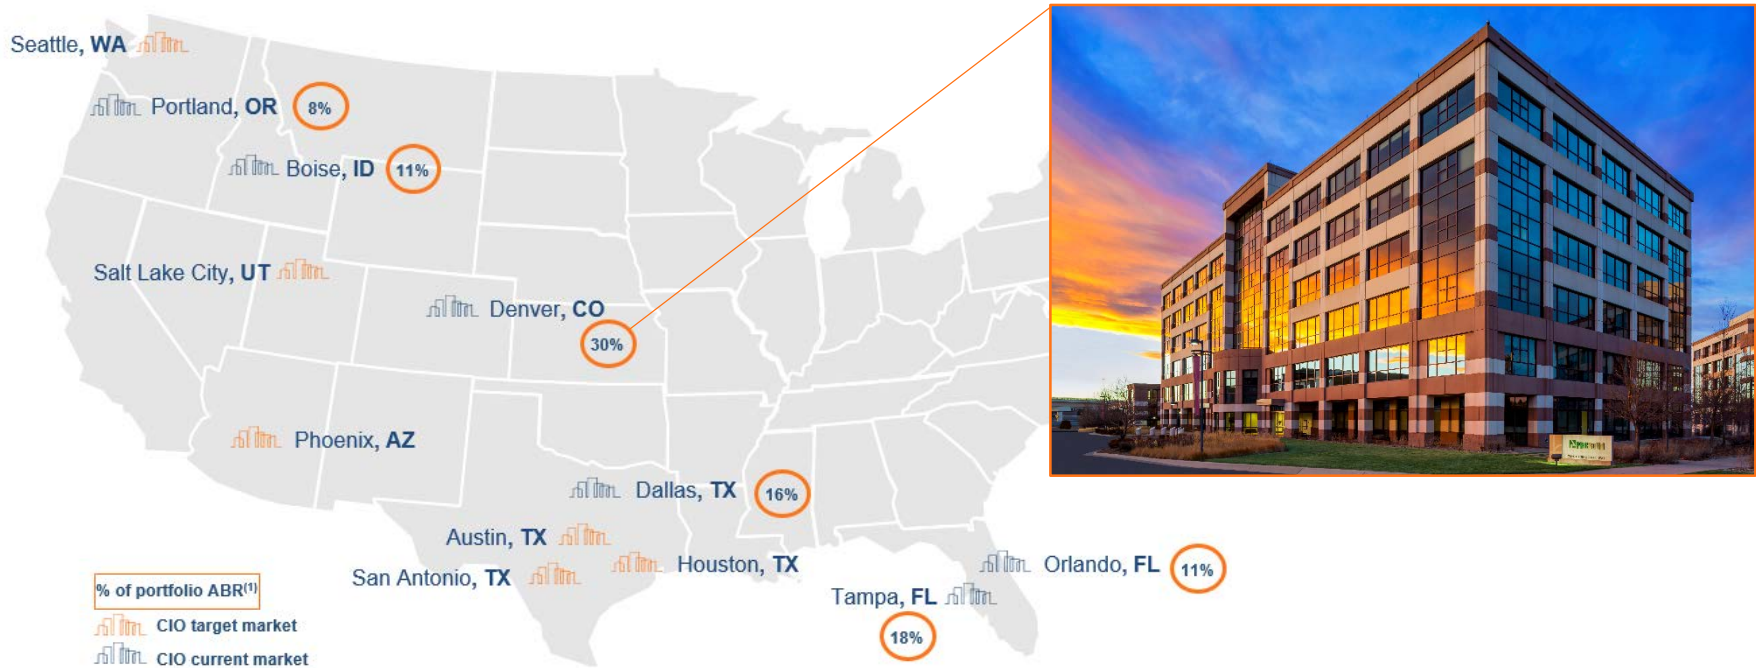 Seattle, WA
Portland, OR 8%
Boise, ID 11%
Salt Lake City, UT
Denver, CO
30%
Phoenix, AZ
Dallas, TX 16%
Austin, TX
Houston, TX
San Antonio, TX
Orlando, FL 11%
Tampa, FL
18%
% of portfolio ABR(1)
CIO target market
CIO current market